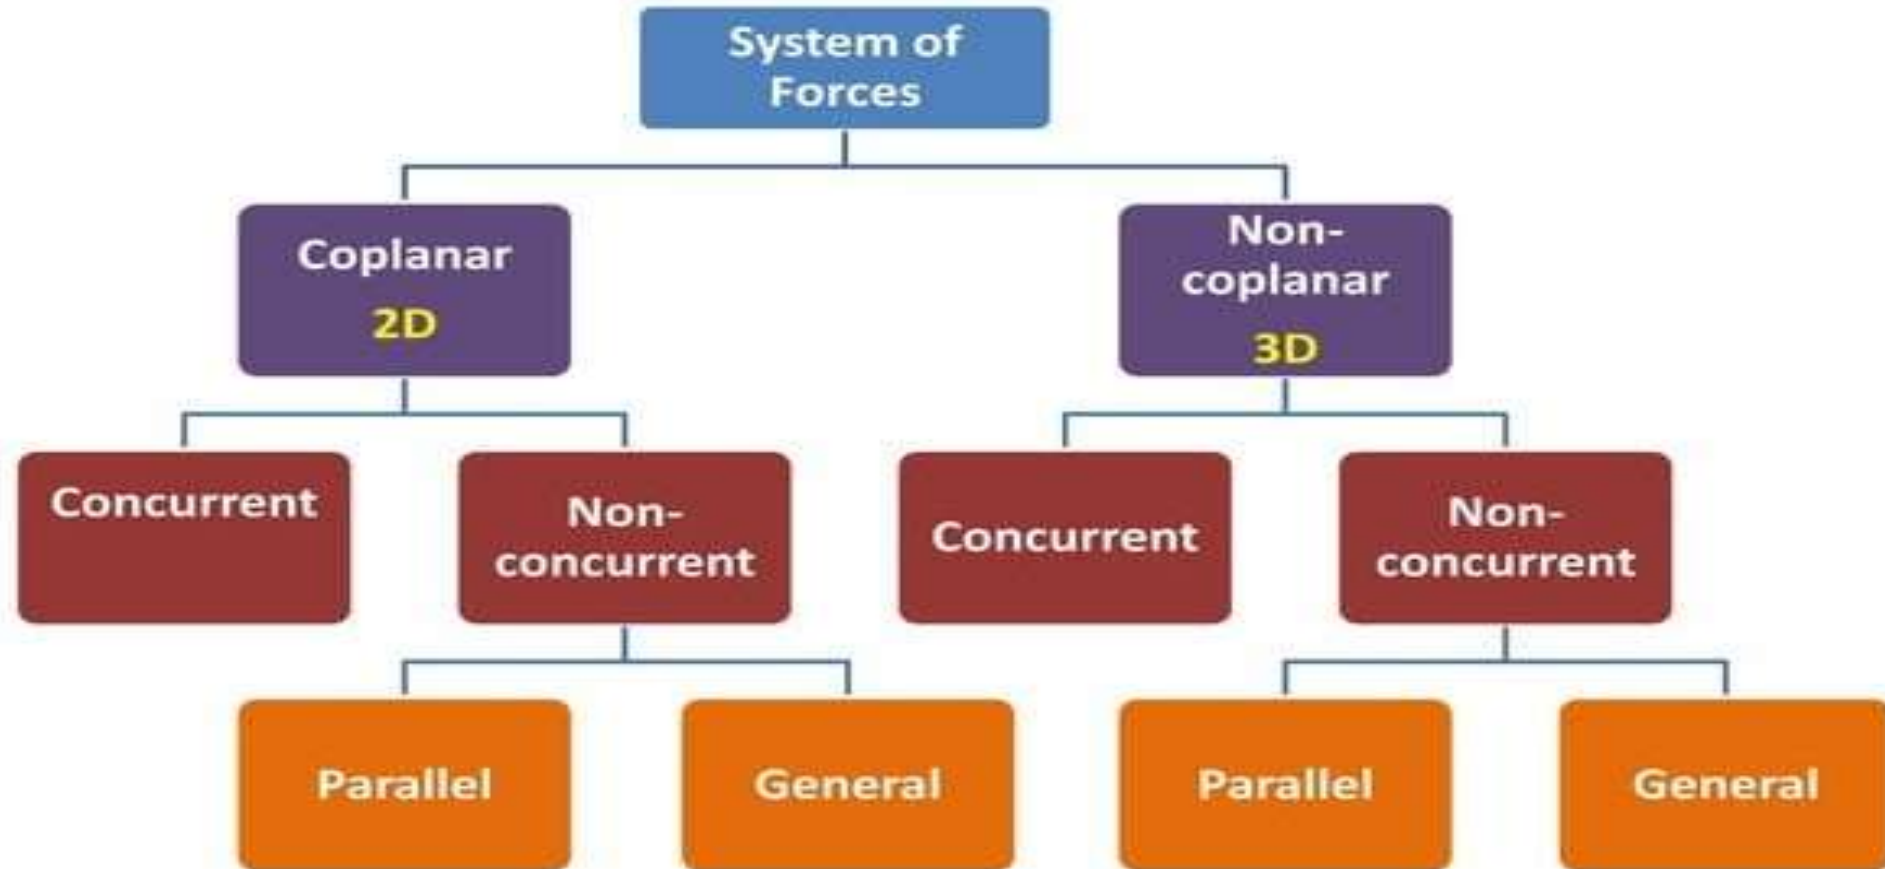 System of
Forces
Coplanar
2D
Non-
coplanar
3D
Concurrent
Non-
concurrent
Concurrent
Non-
concurrent
Parallel
General
Parallel
General